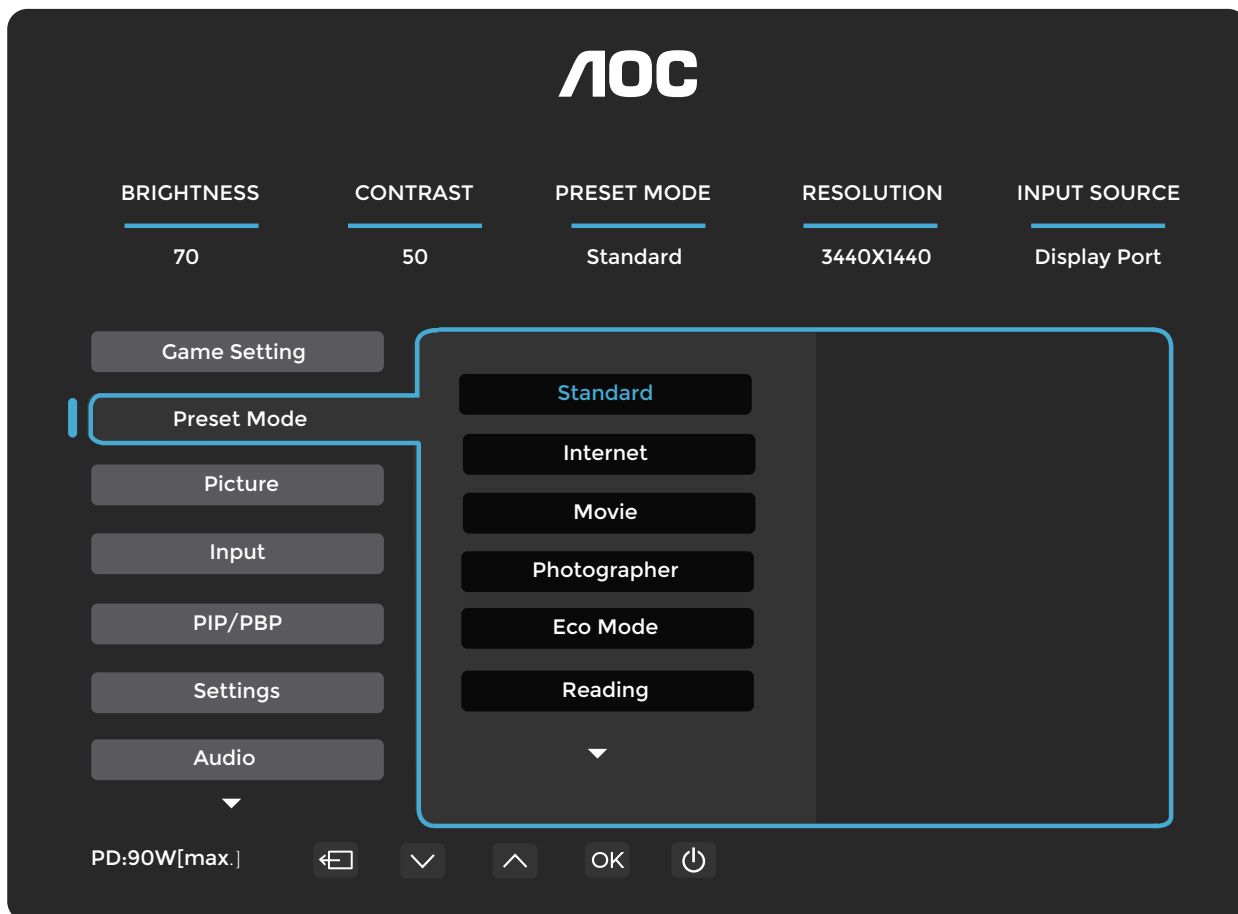 AOC
BRIGHTNESS CONTRAST PRESET MODE RESOLUTION INPUT SOURCE
70 50 Standard 3440X1440 Display Port
Game Setting
Preset Mode
Picture
Input
PIP/PBP
Settings
Audio
Standard
Internet
Movie
Photographer
Eco Mode
Reading
PD:90W[max.]
OK